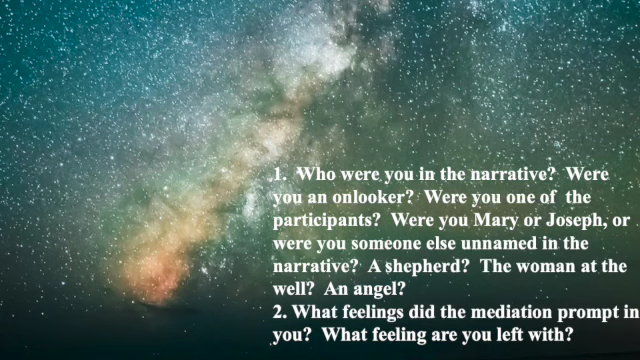 1.  Who were you in the narrative?  Were
you an onlooker?  Were you one of  the
participants?  Were you Mary or Joseph, or
were you someone else unnamed in the
narrative?  A shepherd?  The woman at the
well?  An angel?
2. What feelings did the mediation prompt in
you?  What feeling are you left with?